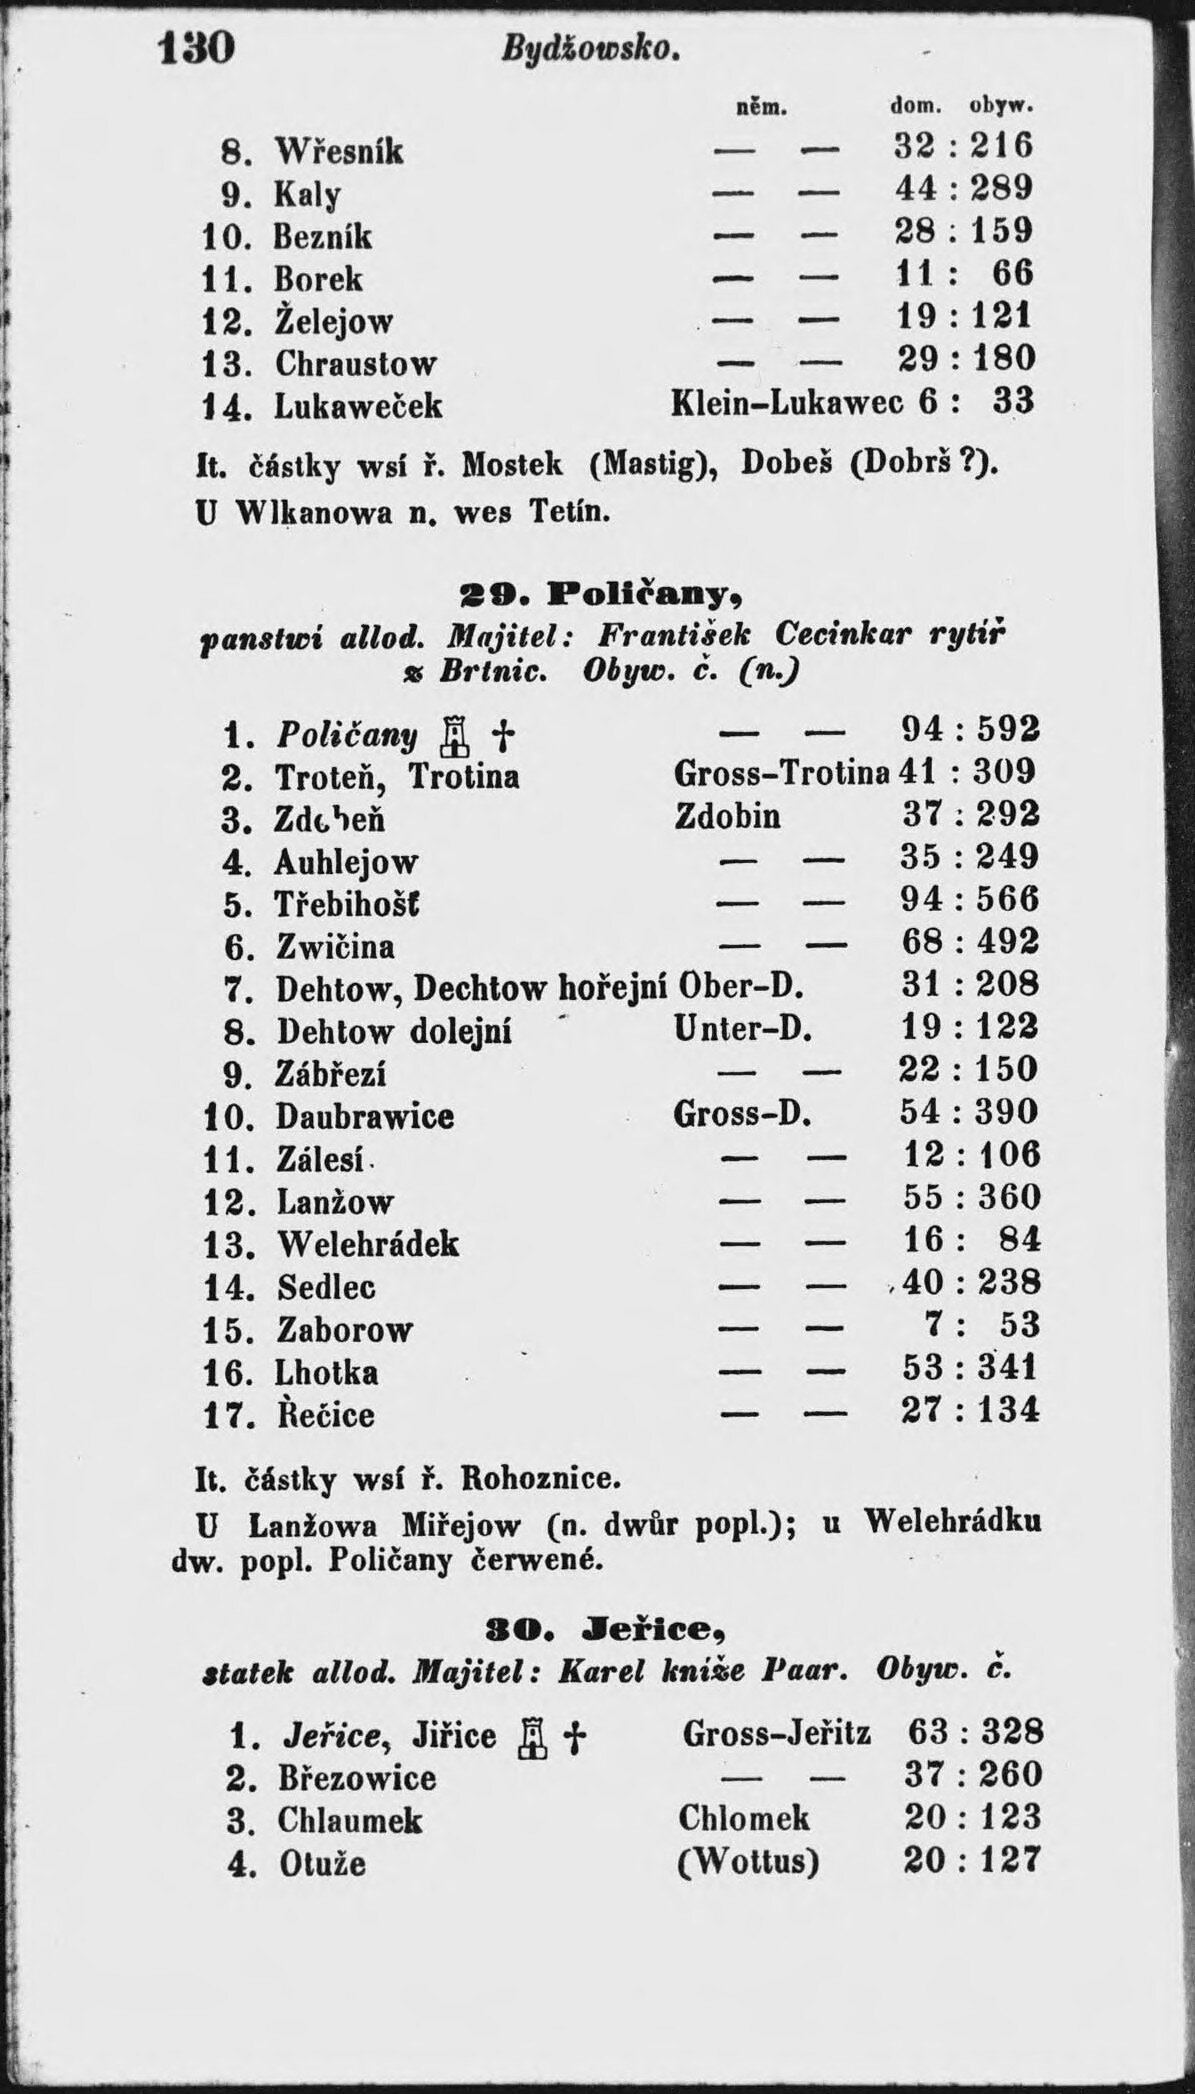 130 Bydžowsko.
něm. dom. obyw.
8. Wřesník — — 32 : 216
9. Kaly — — 44 : 289
10. Bezník — — 28 : 159
11. Borek — — 11 : 66
12. Želejow — — 19 : 121
13. Chraustow — — 29 : 180
14. Lukaweček Klein-Lukawec 6 : 33
It. částky wsí ř. Mostek (Mastig), Dobeš (Dobrš?).
U Wlkanowa n. wes Tetín.
29. Poličany,
panstwí allod. Majitel: František Cecinkar rytíř
z Brtnic. Obyw. č. (n.)
1. Poličany † — — 94 : 592
2. Troteň, Trotina Gross-Trotina 41 : 309
3. Zdobeň Zdobin 37 : 292
4. Auhlejow — — 35 : 249
5. Třebihošť — — 94 : 566
6. Zwičina — — 68 : 492
7. Dehtow, Dechtow hořejní Ober-D. 31 : 208
8. Dehtow dolejní Unter-D. 19 : 122
9. Zábřezí — — 22 : 150
10. Daubrawice Gross-D. 54 : 390
11. Zálesí — — 12 : 106
12. Lanžow — — 55 : 360
13. Welehrádek — — 16 : 84
14. Sedlec — — 40 : 238
15. Zaborow — — 7 : 53
16. Lhotka — — 53 : 341
17. Řečice — — 27 : 134
It. částky wsí ř. Rohoznice.
U Lanžowa Miřejow (n. dwůr popl.); u Welehrádku
dw. popl. Poličany čerwené.
30. Jeřice,
statek allod. Majitel: Karel kníže Paar. Obyw. č.
1. Jeřice, Jiřice † Gross-Jeřitz 63 : 328
2. Březowice — — 37 : 260
3. Chlaumek Chlomek 20 : 123
4. Otuže (Wottus) 20 : 127